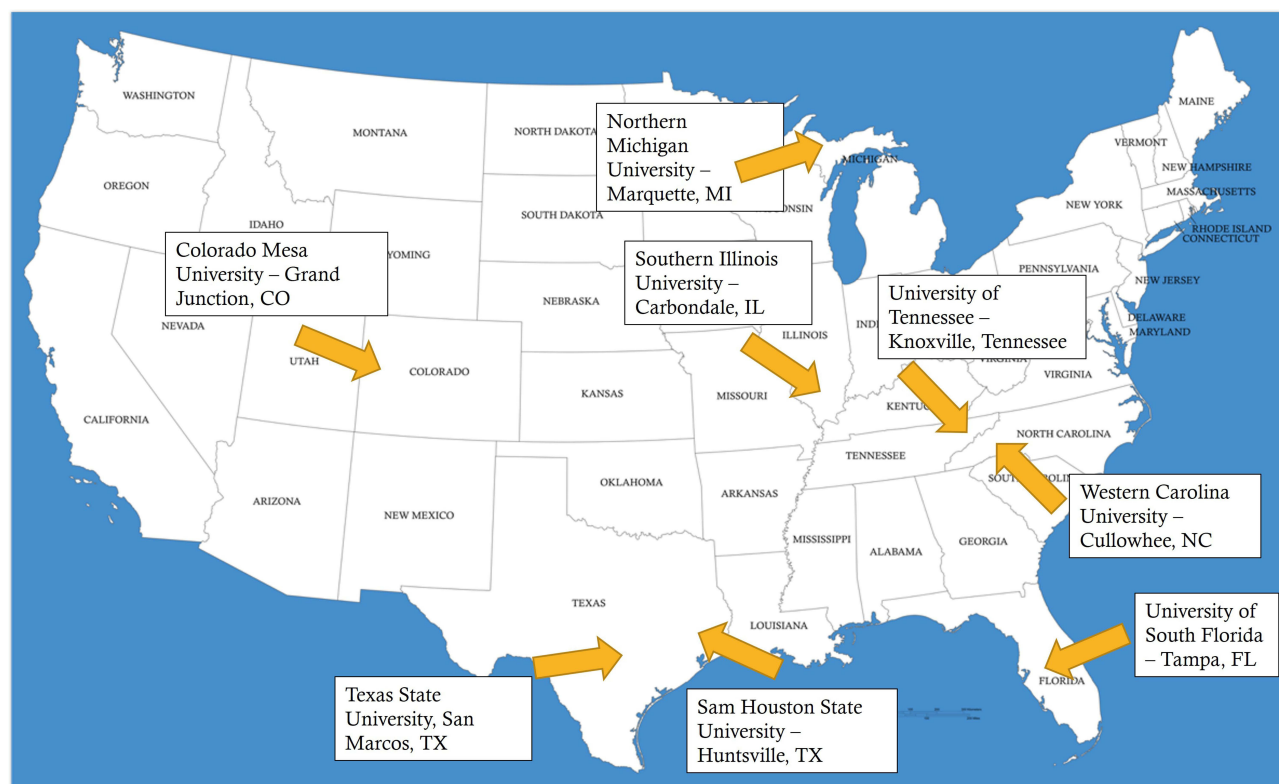 WASHINGTON
MONTANA
NORTH DAKOTA
MAINE
VERMONT
NEW HAMPSHIRE
MASSACHUSETTS
NEW YORK
RHODE ISLAND
CONNECTICUT
OREGON
IDAHO
SOUTH DAKOTA
Northern
Michigan
University –
Marquette, MI
MICHIGAN
Colorado Mesa
University – Grand
Junction, CO
Southern Illinois
University –
Carbondale, IL
University of
Tennessee –
Knoxville, Tennessee
PENNSYLVANIA
NEW JERSEY
DELAWARE
MARYLAND
NEBRASKA
NEVADA
UTAH
COLORADO
KANSAS
MISSOURI
ILLINOIS
VIRGINIA
VIRGINIA
CALIFORNIA
NORTH CAROLINA
TENNESSEE
ARIZONA
NEW MEXICO
OKLAHOMA
ARKANSAS
Western Carolina
University –
Cullowhee, NC
MISSISSIPPI
ALABAMA
GEORGIA
TEXAS
LOUISIANA
FLORIDA
University of
South Florida
– Tampa, FL
Texas State
University, San
Marcos, TX
Sam Houston State
University –
Huntsville, TX